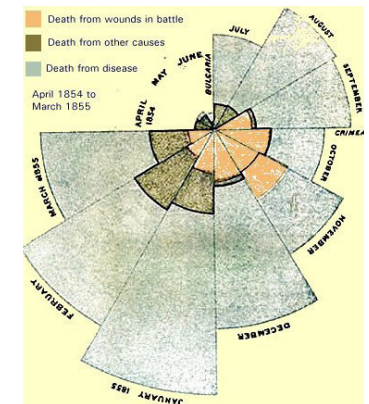 Death from wounds in battle
Death from other causes
Death from disease
April 1854 to
March 1855
APRIL
1854
MAY
JUNE
BULGARIA
JULY
AUGUST
SEPTEMBER
CRIMEA
OCTOBER
NOVEMBER
DECEMBER
JANUARY 1855
FEBRUARY
MARCH 1855